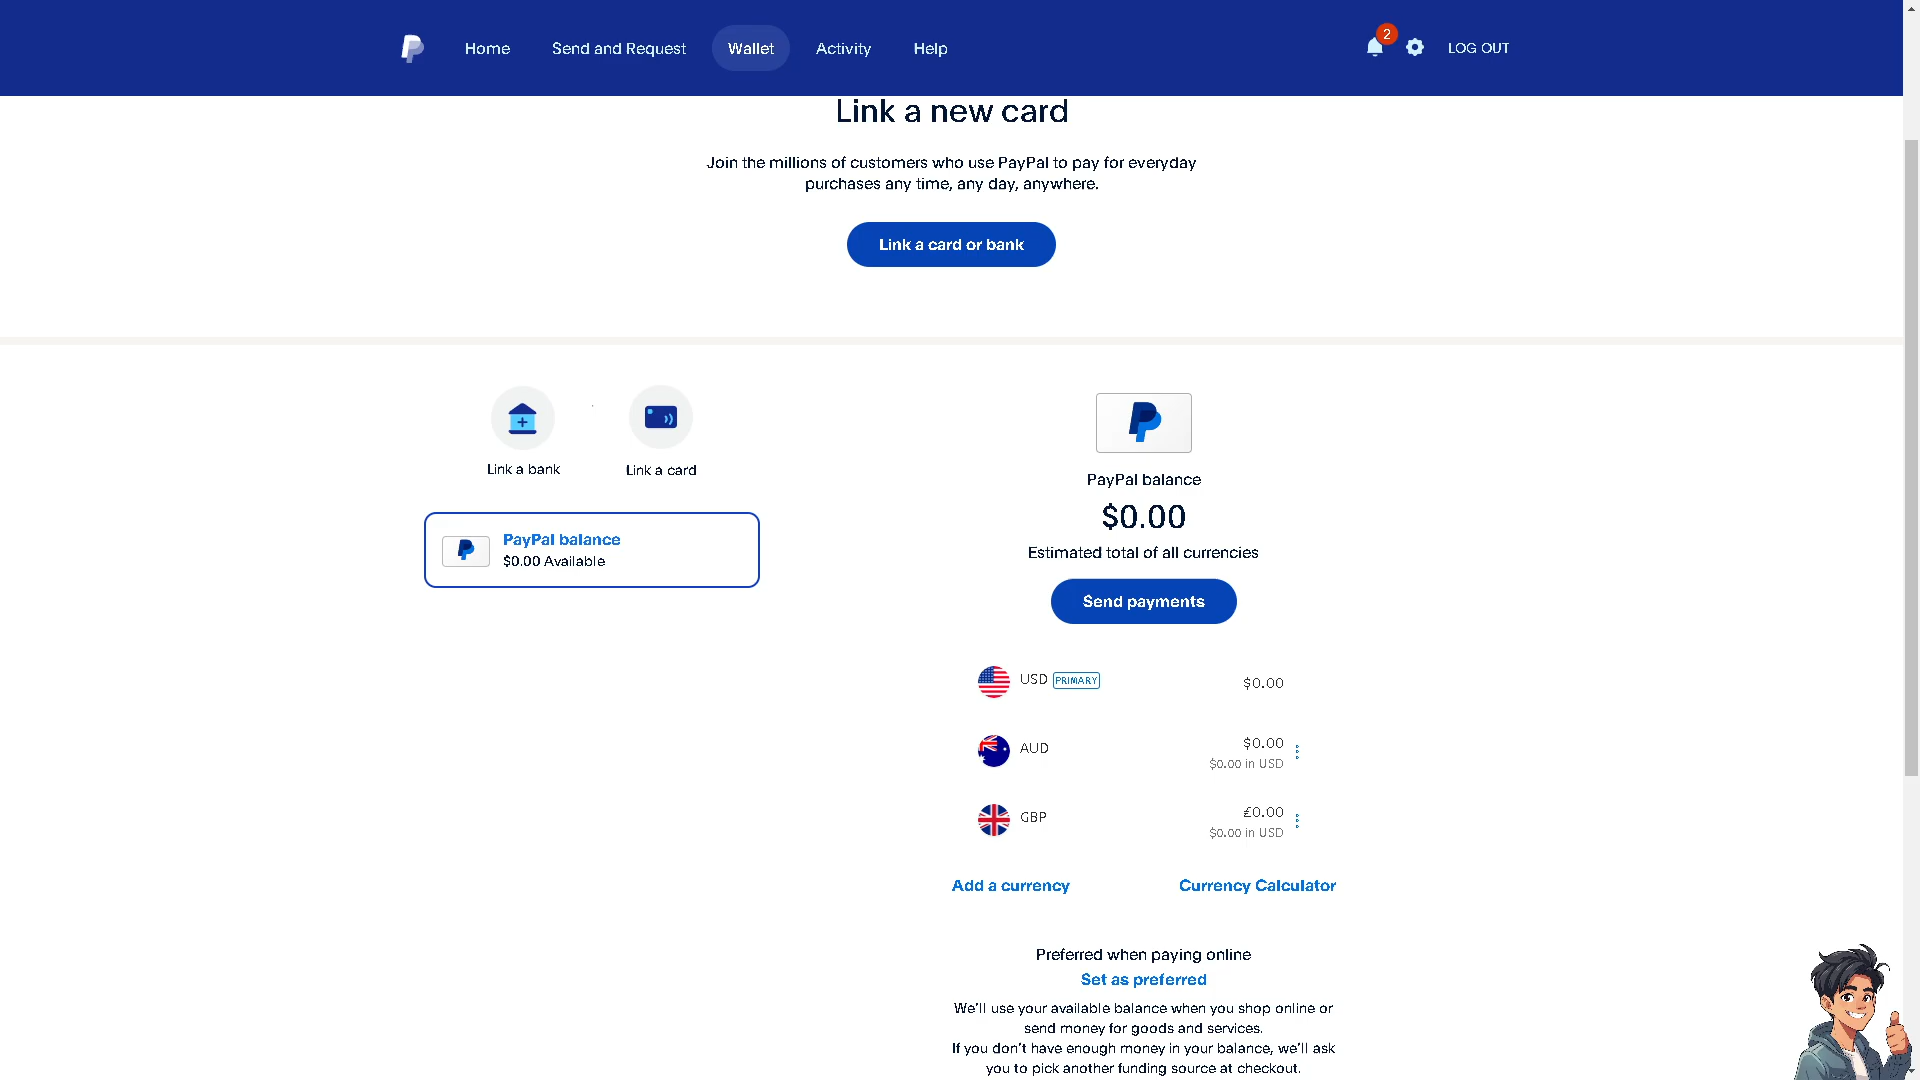 Home
Send and Request
Wallet
Activity
Help
2
LOG OUT
Link a new card
Join the millions of customers who use PayPal to pay for everyday
purchases any time, any day, anywhere.
Link a card or bank
Link a bank
Link a card
PayPal balance
$0.00 Available
PayPal balance
$0.00
Estimated total of all currencies
Send payments
USD PRIMARY
$0.00
AUD
$0.00
$0.00 in USD
GBP
£0.00
$0.00 in USD
Add a currency
Currency Calculator
Preferred when paying online
Set as preferred
We'll use your available balance when you shop online or
send money for goods and services.
If you don't have enough money in your balance, we'll ask
you to pick another funding source at checkout.